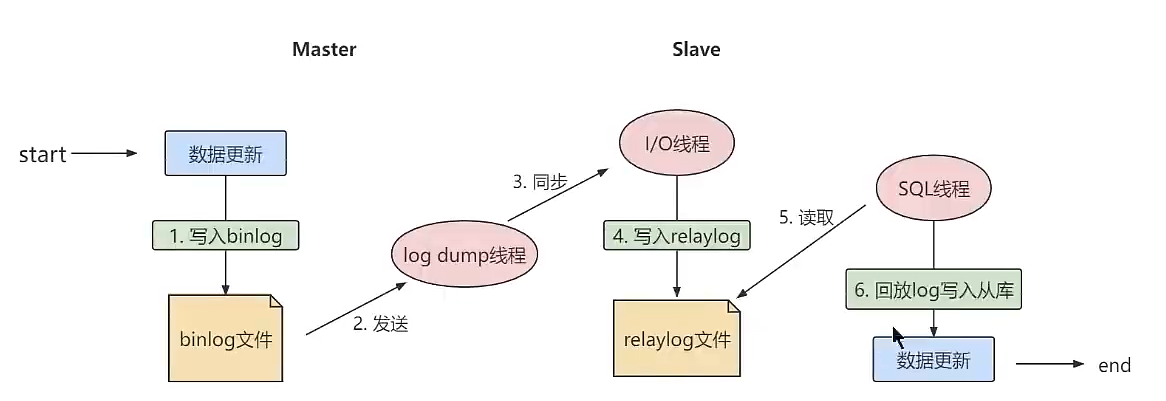 Master
Slave
start
数据更新
1. 写入binlog
binlog文件
2. 发送
log dump线程
3. 同步
I/O线程
4. 写入relaylog
relaylog文件
5. 读取
SQL线程
6. 回放log写入从库
数据更新
end